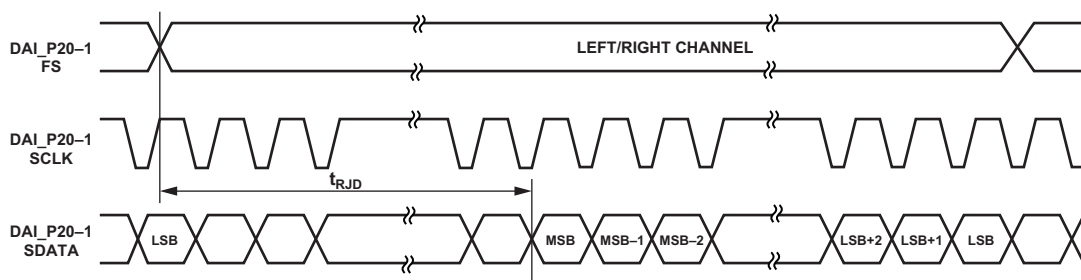 DAI_P20–1
FS
LEFT/RIGHT CHANNEL
DAI_P20–1
SCLK
tRJD
DAI_P20–1
SDATA
LSB
MSB
MSB–1
MSB–2
LSB+2
LSB+1
LSB